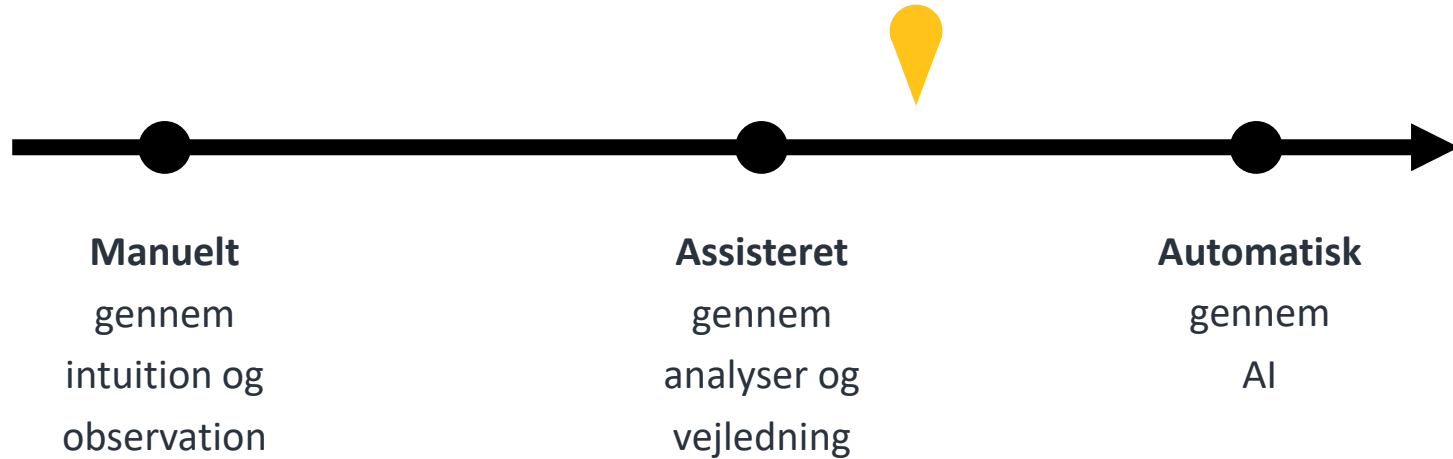 Manuelt
gennem
intuition og
observation
Assisteret
gennem
analyser og
vejledning
Automatisk
gennem
AI